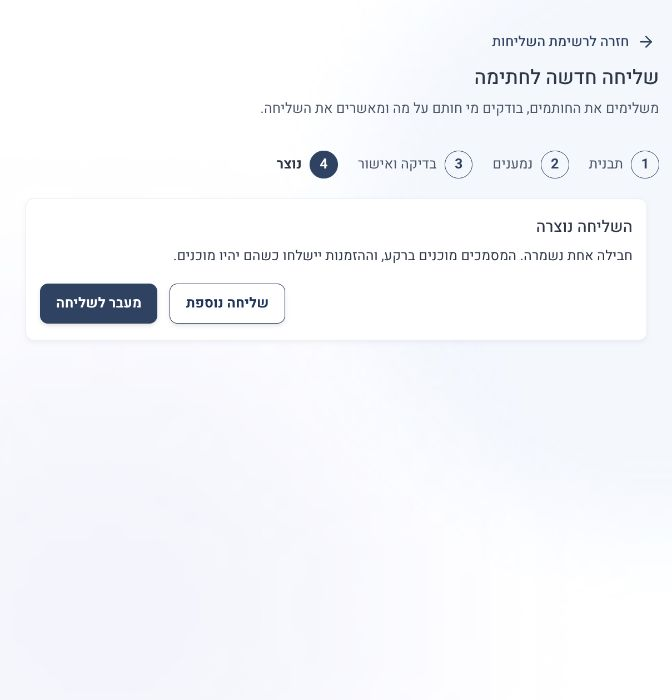 חזרה לרשימת השליחות
שליחה חדשה לחתימה
משלימים את החותמים, בודקים מי חותם על מה ומאשרים את השליחה.
1 תבנית 2 נמענים 3 בדיקה ואישור 4 נוצר
השליחה נוצרה
חבילה אחת נשמרה. המסמכים מוכנים ברקע, וההזמנות יישלחו כשהם יהיו מוכנים.
שליחה נוספת מעבר לשליחה